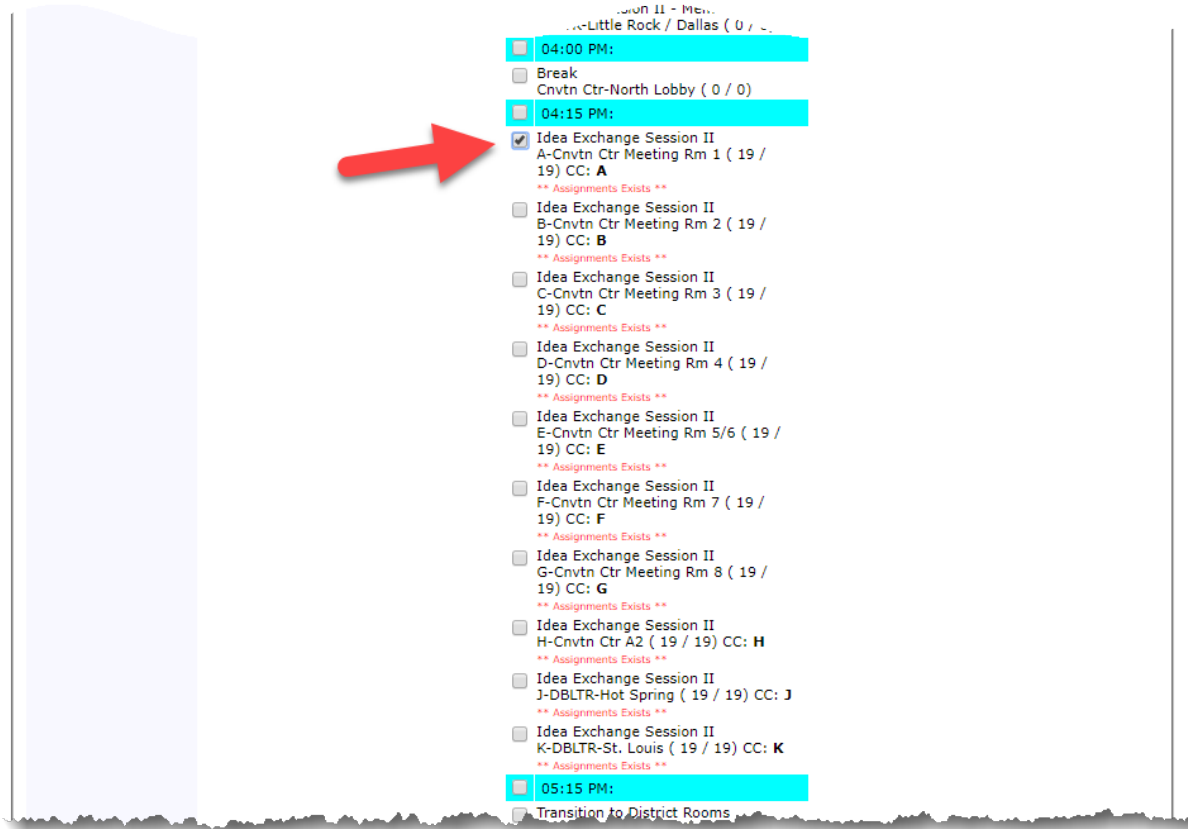 II - 
-Little Rock / Dallas ( 0 /
04:00 PM:
Break
Cnvtn Ctr-North Lobby ( 0 / 0)
04:15 PM:
Idea Exchange Session II
A-Cnvtn Ctr Meeting Rm 1 ( 19 /
19) CC: A
** Assignments Exists **
Idea Exchange Session II
B-Cnvtn Ctr Meeting Rm 2 ( 19 /
19) CC: B
** Assignments Exists **
Idea Exchange Session II
C-Cnvtn Ctr Meeting Rm 3 ( 19 /
19) CC: C
** Assignments Exists **
Idea Exchange Session II
D-Cnvtn Ctr Meeting Rm 4 ( 19 /
19) CC: D
** Assignments Exists **
Idea Exchange Session II
E-Cnvtn Ctr Meeting Rm 5/6 ( 19 /
19) CC: E
** Assignments Exists **
Idea Exchange Session II
F-Cnvtn Ctr Meeting Rm 7 ( 19 /
19) CC: F
** Assignments Exists **
Idea Exchange Session II
G-Cnvtn Ctr Meeting Rm 8 ( 19 /
19) CC: G
** Assignments Exists **
Idea Exchange Session II
H-Cnvtn Ctr A2 ( 19 / 19) CC: H
** Assignments Exists **
Idea Exchange Session II
J-DBLTR-Hot Spring ( 19 / 19) CC: J
** Assignments Exists **
Idea Exchange Session II
K-DBLTR-St. Louis ( 19 / 19) CC: K
** Assignments Exists **
05:15 PM:
Transition to District Rooms